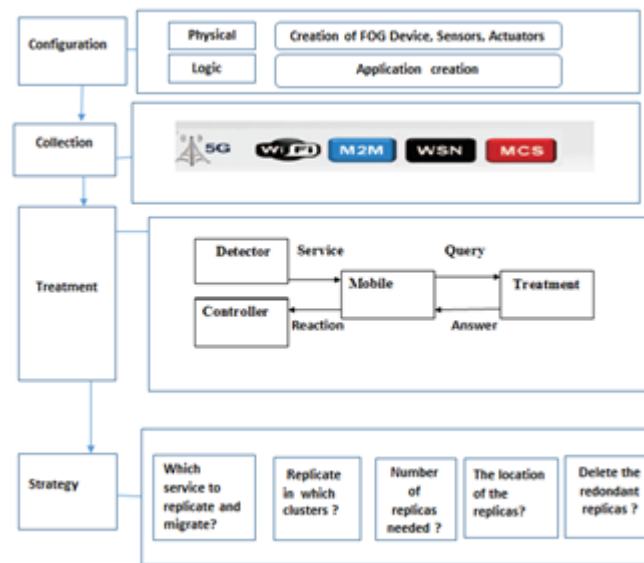 Configuration
Physical
Creation of FOG Device, Sensors, Actuators
Logic
Application creation
Collection
5G
Wi Fi
M2M
WSN
MCS
Treatment
Detector
Service
Query
Mobile
Treatment
Controller
Reaction
Answer
Strategy
Which
service to
replicate and
migrate?
Replicate
in which
clusters ?
Number
of
replicas
needed ?
The location
of the
replicas?
Delete the
redondant
replicas ?